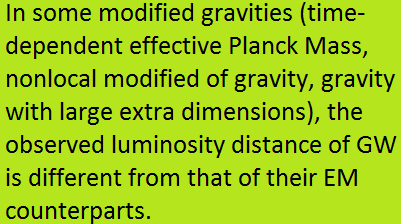 In some modified gravities (time-
dependent effective Planck Mass,
nonlocal modified of gravity, gravity
with large extra dimensions), the
observed luminosity distance of GW
is different from that of their EM
counterparts.